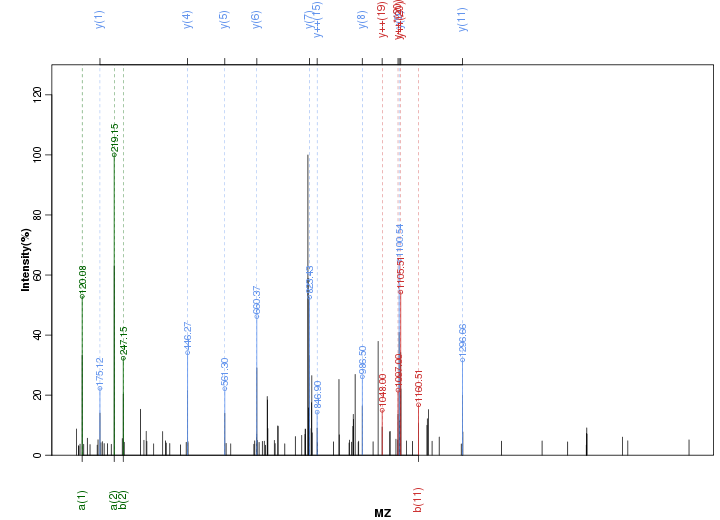 y(1)
y(4)
y(5)
y(6)
y(7)
y++(15)
y(8)
y++(19)
y(11)
Intensity(%)
0
20
40
60
80
100
120
120.08
175.12
219.15
247.15
446.27
561.30
660.37
823.43
846.90
986.50
1048.00
1097.00
1100.54
1105.51
1160.51
1296.66
a(1)
a(2)
b(2)
b(11)
MZ